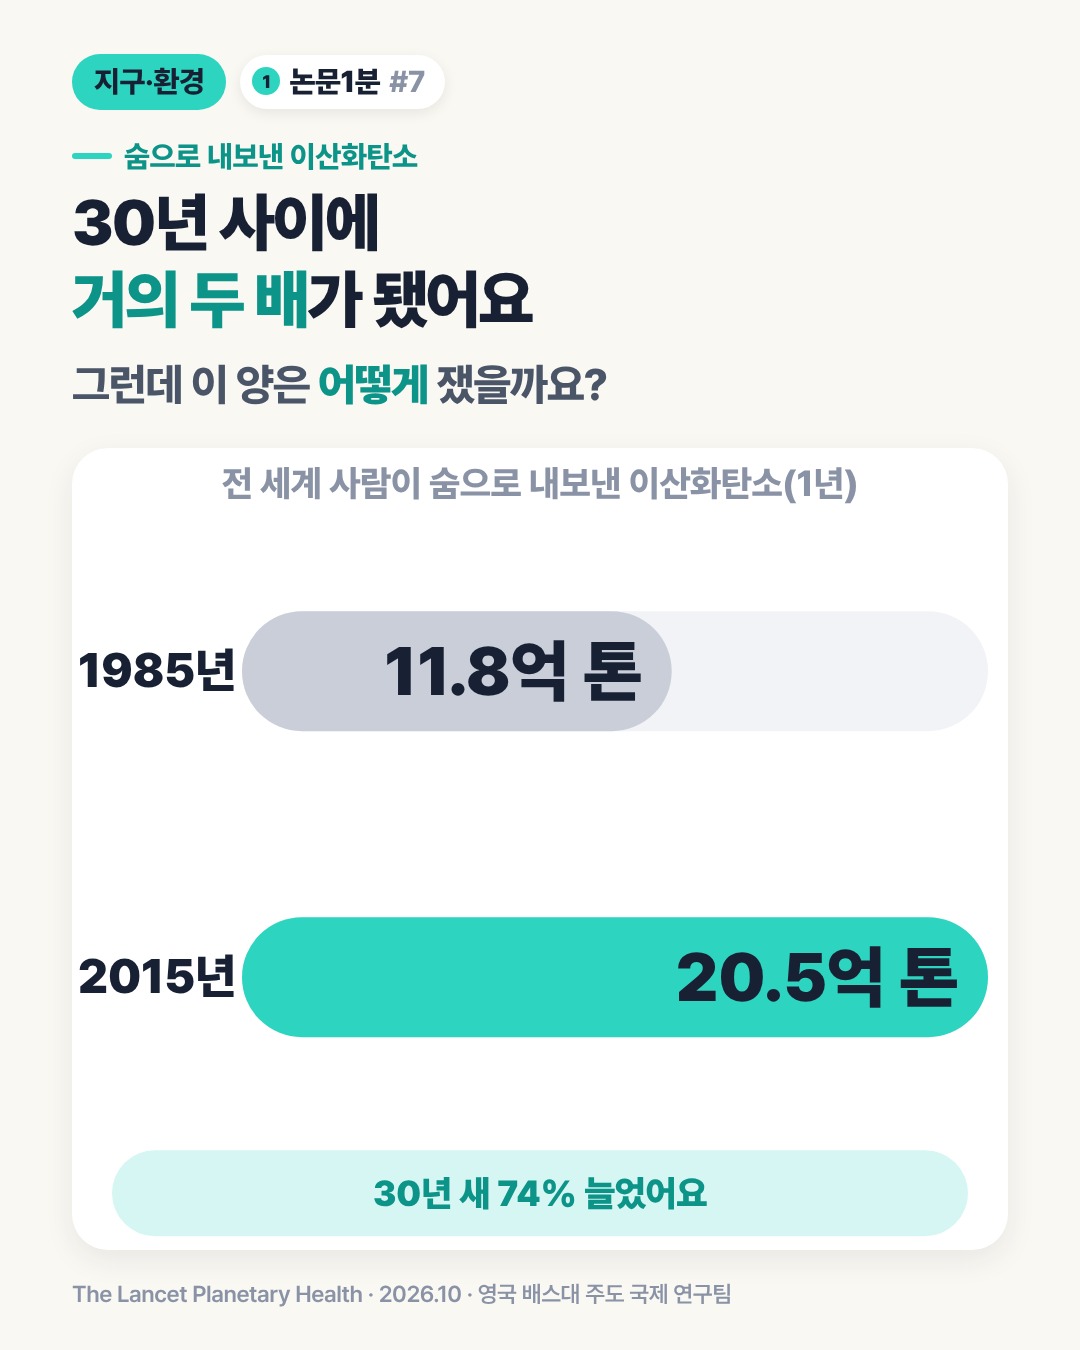 지구·환경
1 논문1분 #7
숨으로 내보낸 이산화탄소
30년 사이에
거의 두 배가 됐어요
그런데 이 양은 어떻게 쟀을까요?
전 세계 사람이 숨으로 내보낸 이산화탄소(1년)
1985년 11.8억 톤
2015년 20.5억 톤
30년 새 74% 늘었어요
The Lancet Planetary Health · 2026.10 · 영국 배스대 주도 국제 연구팀